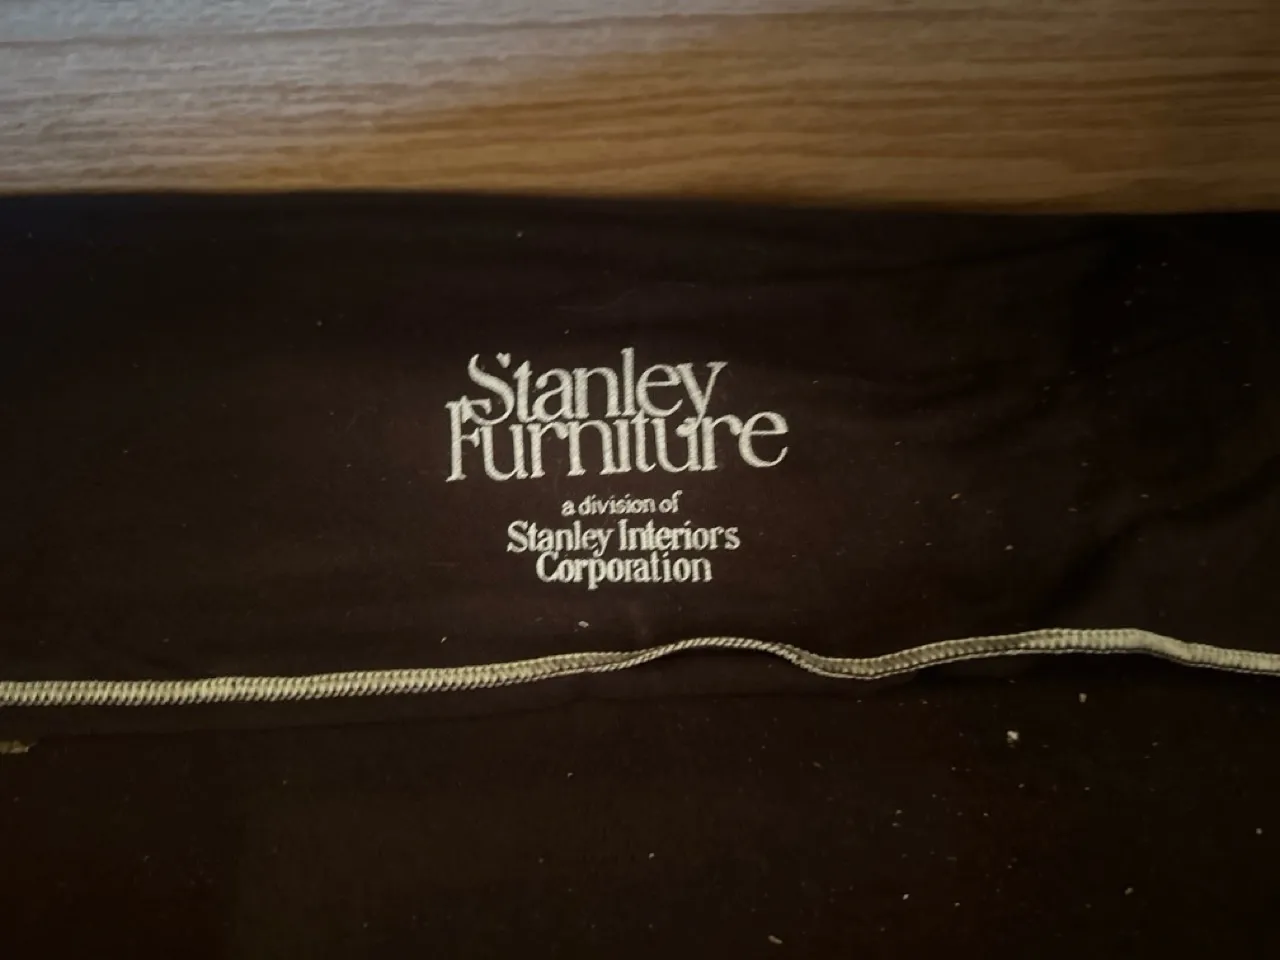 Stanley
Furniture
a division of
Stanley Interiors
Corporation